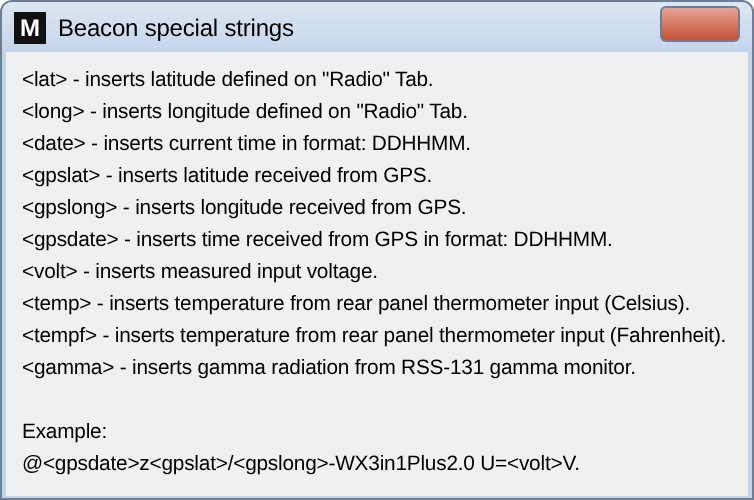 M Beacon special strings
<lat> - inserts latitude defined on "Radio" Tab.
<long> - inserts longitude defined on "Radio" Tab.
<date> - inserts current time in format: DDHHMM.
<gpslat> - inserts latitude received from GPS.
<gpslong> - inserts longitude received from GPS.
<gpsdate> - inserts time received from GPS in format: DDHHMM.
<volt> - inserts measured input voltage.
<temp> - inserts temperature from rear panel thermometer input (Celsius).
<tempf> - inserts temperature from rear panel thermometer input (Fahrenheit).
<gamma> - inserts gamma radiation from RSS-131 gamma monitor.
Example:
@<gpsdate>z<gpslat>/<gpslong>-WX3in1Plus2.0 U=<volt>V.